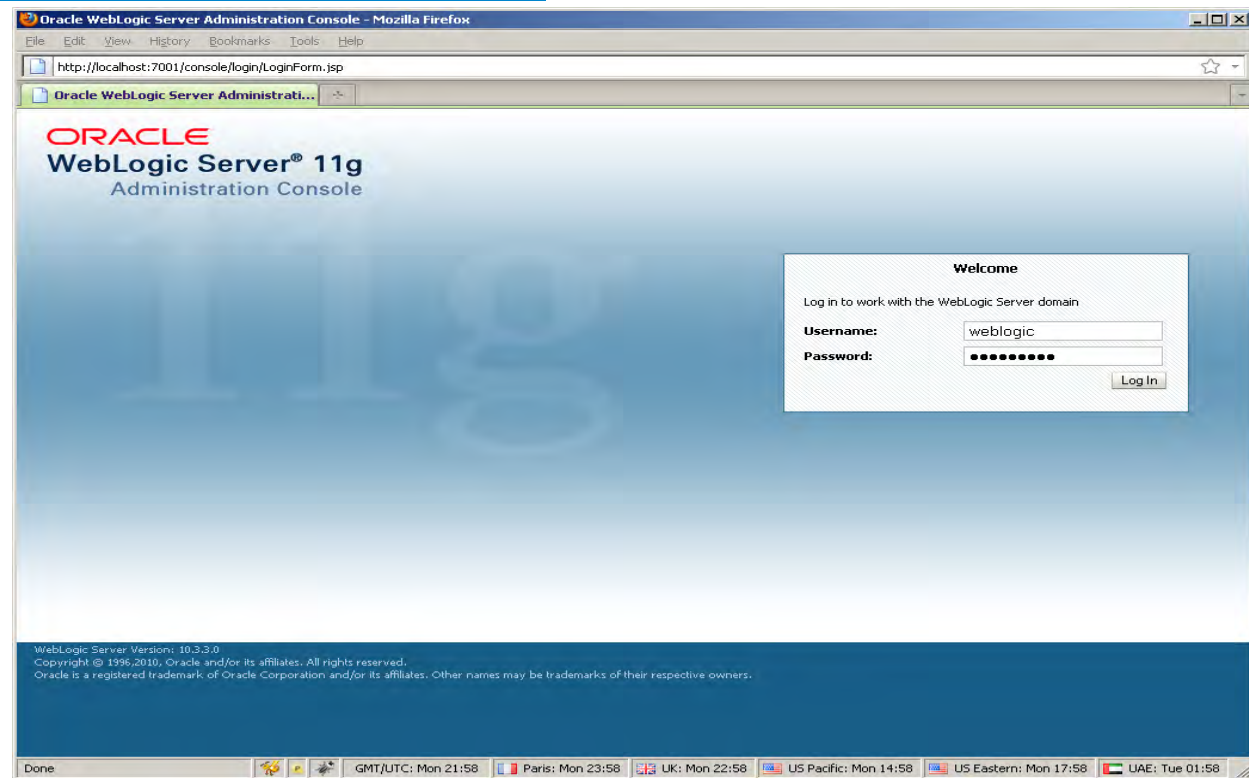 Oracle WebLogic Server Administration Console - Mozilla Firefox
File Edit View History Bookmarks Tools Help
http://localhost:7001/console/login/LoginForm.jsp
Oracle WebLogic Server Administrati...
ORACLE
WebLogic Server® 11g
Administration Console
11g
Welcome
Log in to work with the WebLogic Server domain
Username: weblogic
Password: ●●●●●●●●●
Log In
WebLogic Server Version: 10.3.3.0
Copyright © 1996,2010, Oracle and/or its affiliates. All rights reserved.
Oracle is a registered trademark of Oracle Corporation and/or its affiliates. Other names may be trademarks of their respective owners.
Done GMT/UTC: Mon 21:58 Paris: Mon 23:58 UK: Mon 22:58 US Pacific: Mon 14:58 US Eastern: Mon 17:58 UAE: Tue 01:58